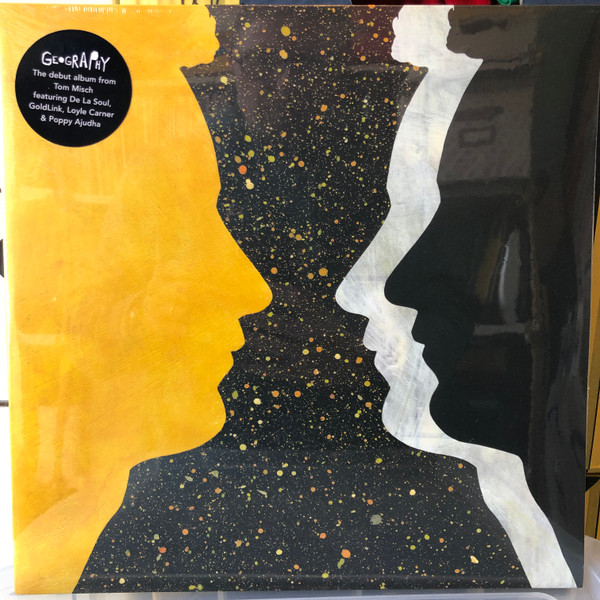 GEOGRAPHY
The debut album from
Tom Misch
featuring De La Soul,
GoldLink, Loyle Carner
& Poppy Ajudha